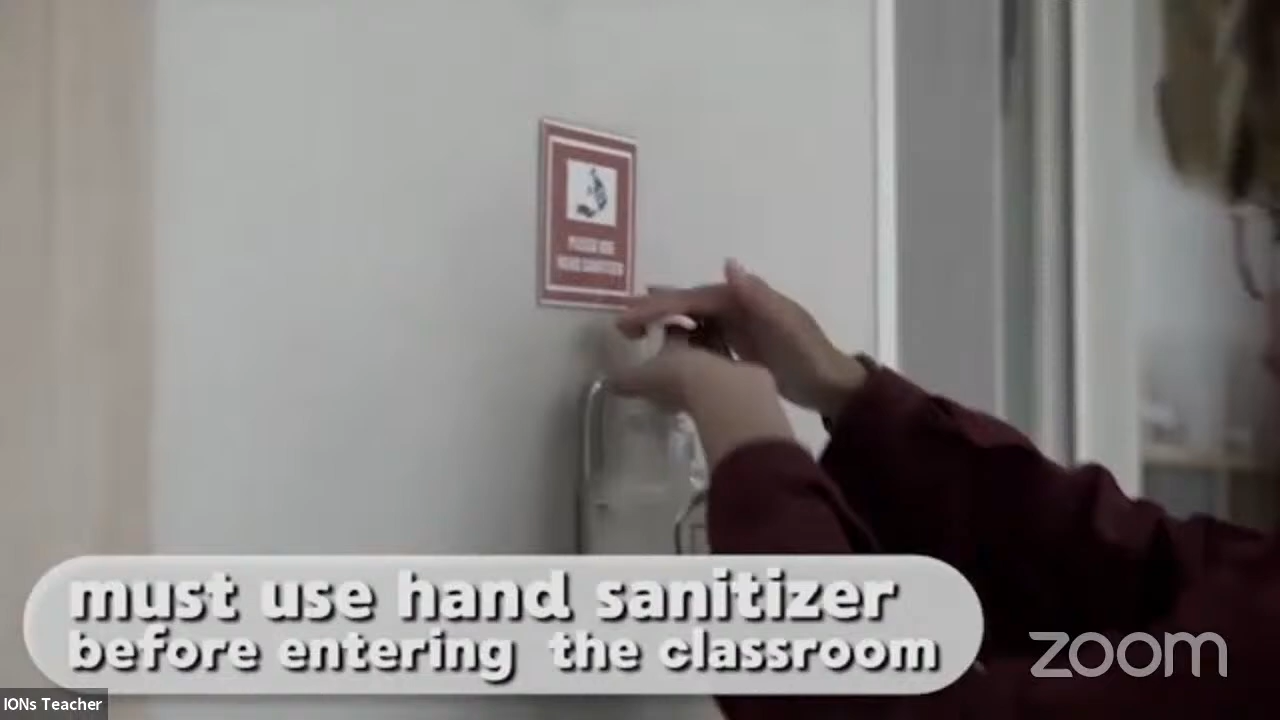 must use hand sanitizer
before entering the classroom
zoom
IONs Teacher